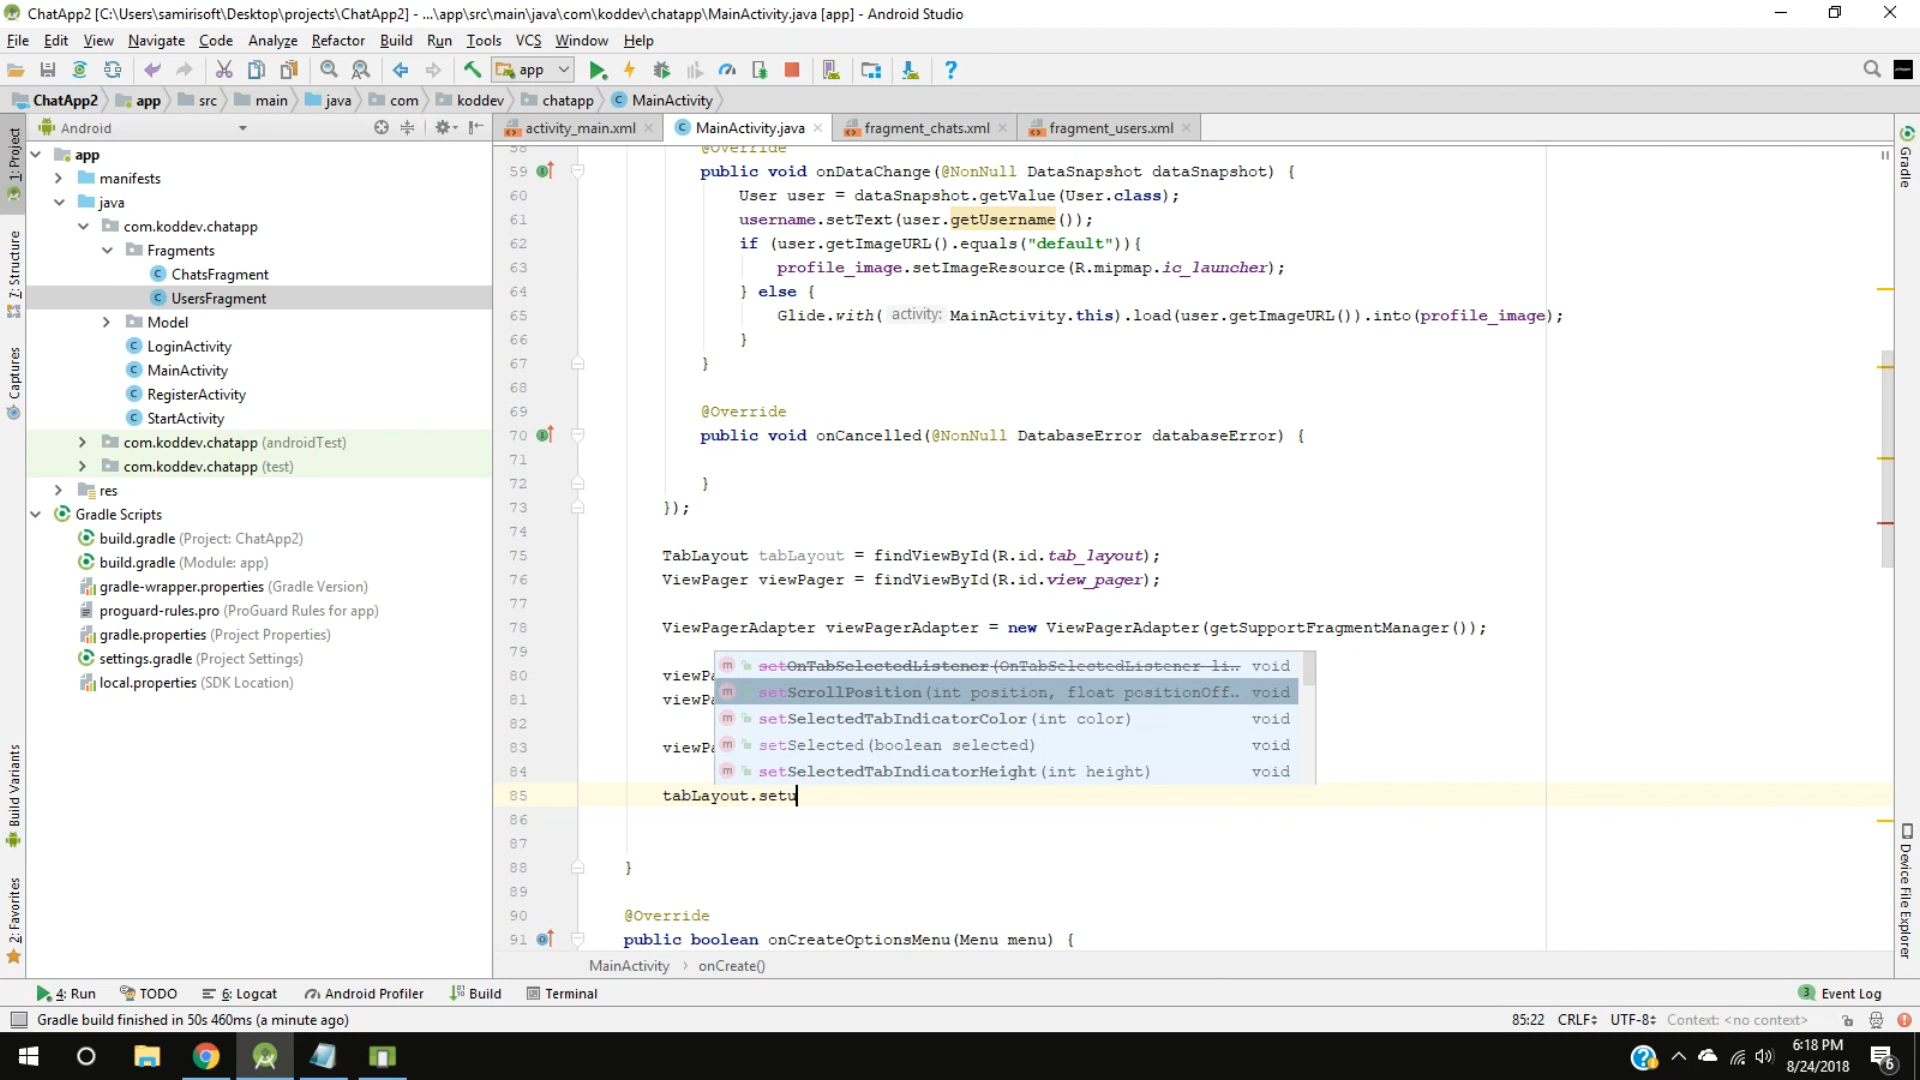 ChatApp2 [C:\Users\samirisoft\Desktop\projects\ChatApp2] - ...\app\src\main\java\com\koddev\chatapp\MainActivity.java [app] - Android Studio
File Edit View Navigate Code Analyze Refactor Build Run Tools VCS Window Help
app
ChatApp2 app src main java com koddev chatapp MainActivity
Android
activity_main.xml MainActivity.java fragment_chats.xml fragment_users.xml
1: Project
7: Structure
Captures
Build Variants
2: Favorites
app
manifests
java
com.koddev.chatapp
Fragments
ChatsFragment
UsersFragment
Model
LoginActivity
MainActivity
RegisterActivity
StartActivity
com.koddev.chatapp (androidTest)
com.koddev.chatapp (test)
res
Gradle Scripts
build.gradle (Project: ChatApp2)
build.gradle (Module: app)
gradle-wrapper.properties (Gradle Version)
proguard-rules.pro (ProGuard Rules for app)
gradle.properties (Project Properties)
settings.gradle (Project Settings)
local.properties (SDK Location)
58 @Override
59 public void onDataChange(@NonNull DataSnapshot dataSnapshot) {
60 User user = dataSnapshot.getValue(User.class);
61 username.setText(user.getUsername());
62 if (user.getImageURL().equals("default")){
63 profile_image.setImageResource(R.mipmap.ic_launcher);
64 } else {
65 Glide.with( activity: MainActivity.this).load(user.getImageURL()).into(profile_image);
66 }
67 }
68
69 @Override
70 public void onCancelled(@NonNull DatabaseError databaseError) {
71
72 }
73 });
74
75 TabLayout tabLayout = findViewById(R.id.tab_layout);
76 ViewPager viewPager = findViewById(R.id.view_pager);
77
78 ViewPagerAdapter viewPagerAdapter = new ViewPagerAdapter(getSupportFragmentManager());
79
m setOnTabSelectedListener(OnTabSelectedListener li.. void
80 viewPa
m setScrollPosition(int position, float positionOff.. void
81 viewPa
82
m setSelectedTabIndicatorColor(int color) void
83 viewPa
m setSelected(boolean selected) void
84
m setSelectedTabIndicatorHeight(int height) void
85 tabLayout.setu
86
87
88 }
89
90 @Override
91 public boolean onCreateOptionsMenu(Menu menu) {
MainActivity onCreate()
Gradle
Device File Explorer
4: Run TODO 6: Logcat Android Profiler Build Terminal 3 Event Log
Gradle build finished in 50s 460ms (a minute ago) 85:22 CRLF UTF-8 Context: <no context>
6:18 PM
8/24/2018
6